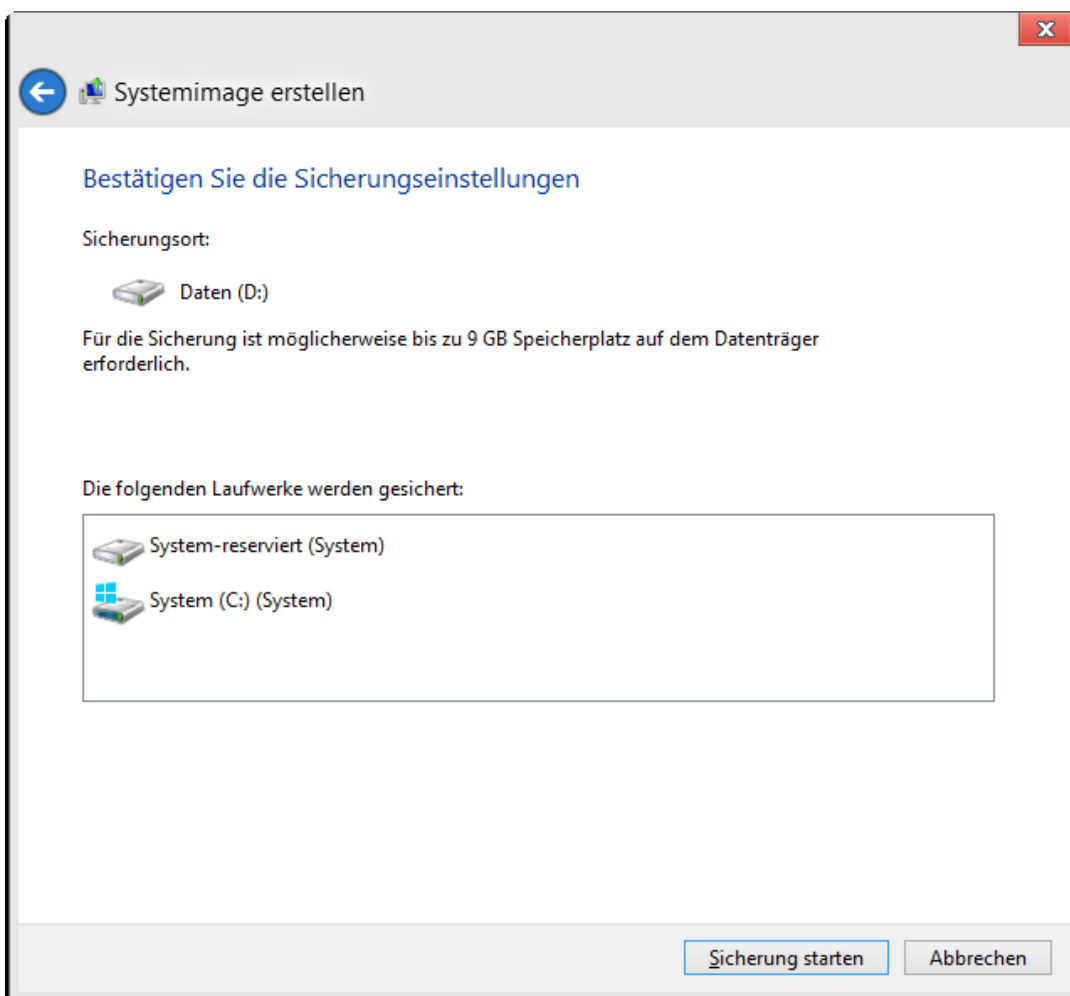 Systemimage erstellen
Bestätigen Sie die Sicherungseinstellungen
Sicherungsort:
Daten (D:)
Für die Sicherung ist möglicherweise bis zu 9 GB Speicherplatz auf dem Datenträger
erforderlich.
Die folgenden Laufwerke werden gesichert:
System-reserviert (System)
System (C:) (System)
Sicherung starten
Abbrechen